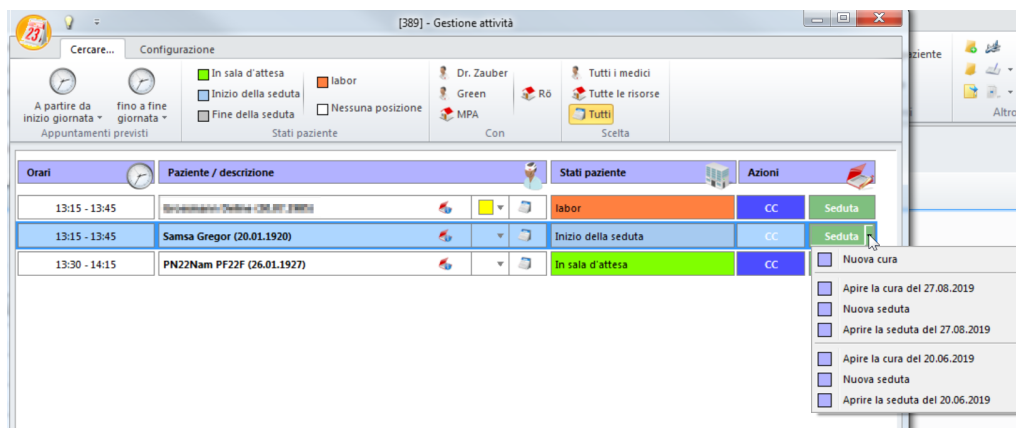 [389] - Gestione attività
23
Cercare...
Configurazione
A partire da
inizio giornata
fino a fine
giornata
Appuntamenti previsti
In sala d'attesa
Inizio della seduta
Fine della seduta
labor
Nessuna posizione
Stati paziente
Dr. Zauber
Green
MPA
Rö
Con
Tutti i medici
Tutte le risorse
Tutti
Scelta
aziente
Altro
Orari
Paziente / descrizione
Stati paziente
Azioni
13:15 - 13:45
labor
CC
Seduta
13:15 - 13:45
Samsa Gregor (20.01.1920)
Inizio della seduta
CC
Seduta
13:30 - 14:15
PN22Nam PF22F (26.01.1927)
In sala d'attesa
CC
Nuova cura
Apire la cura del 27.08.2019
Nuova seduta
Aprire la seduta del 27.08.2019
Apire la cura del 20.06.2019
Nuova seduta
Aprire la seduta del 20.06.2019